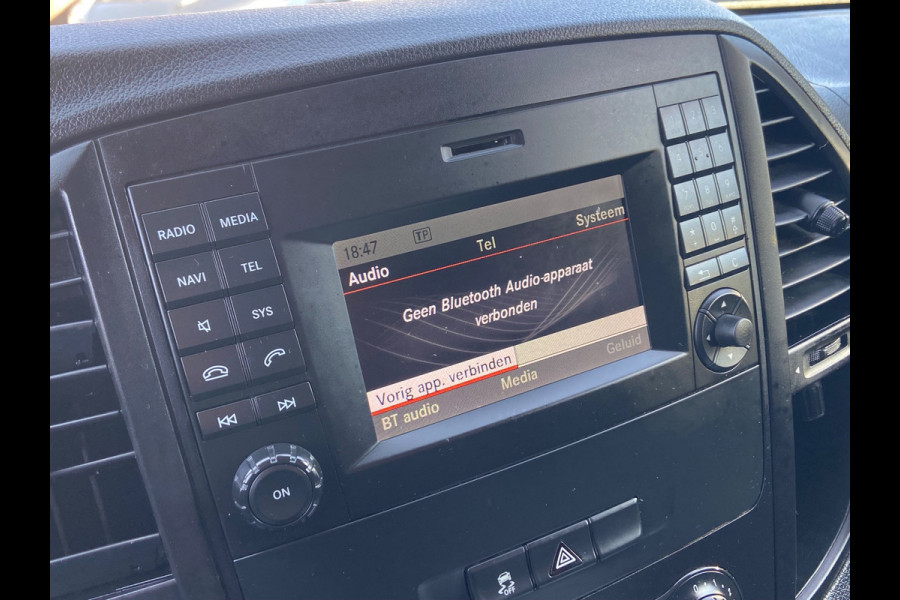 RADIO MEDIA
NAVI TEL
SYS
ON
18:47 TP
Audio Tel Systeem
Geen Bluetooth Audio-apparaat
verbonden
Vorig app. verbinden
BT audio Media Geluid
C
OFF